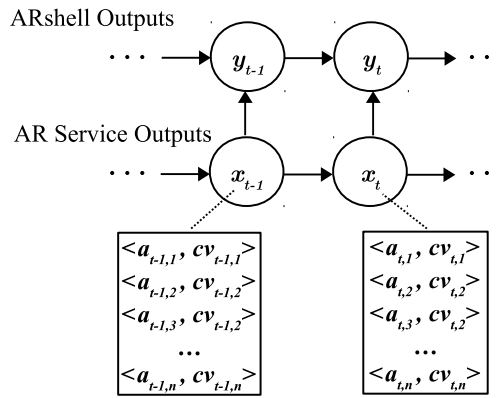 ARshell Outputs
··· y_{t-1} y_t ··
AR Service Outputs
··· x_{t-1} x_t ··
<a_{t-1,1}, cv_{t-1,1}>
<a_{t-1,2}, cv_{t-1,2}>
<a_{t-1,3}, cv_{t-1,2}>
...
<a_{t-1,n}, cv_{t-1,n}>
<a_{t,1}, cv_{t,1}>
<a_{t,2}, cv_{t,2}>
<a_{t,3}, cv_{t,2}>
...
<a_{t,n}, cv_{t,n}>